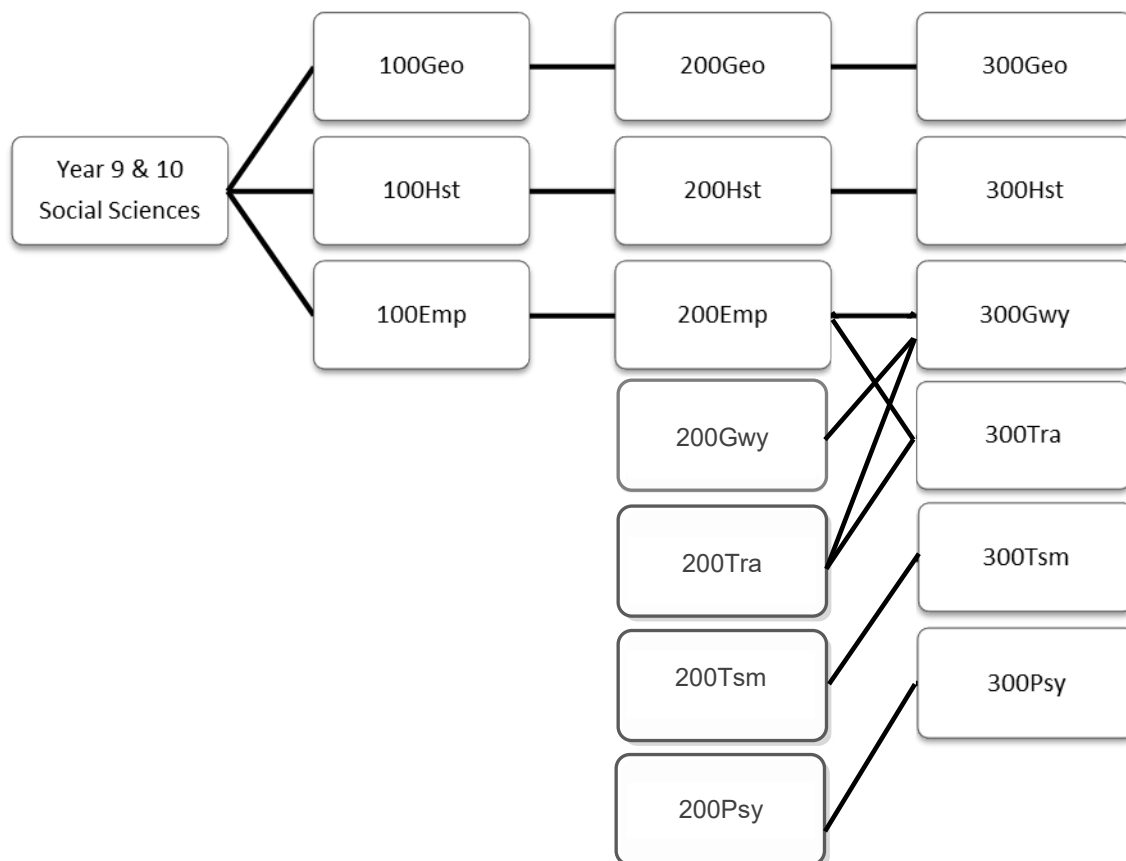 100Geo
200Geo
300Geo
Year 9 & 10
Social Sciences
100Hst
200Hst
300Hst
100Emp
200Emp
300Gwy
200Gwy
300Tra
200Tra
300Tsm
200Tsm
300Psy
200Psy